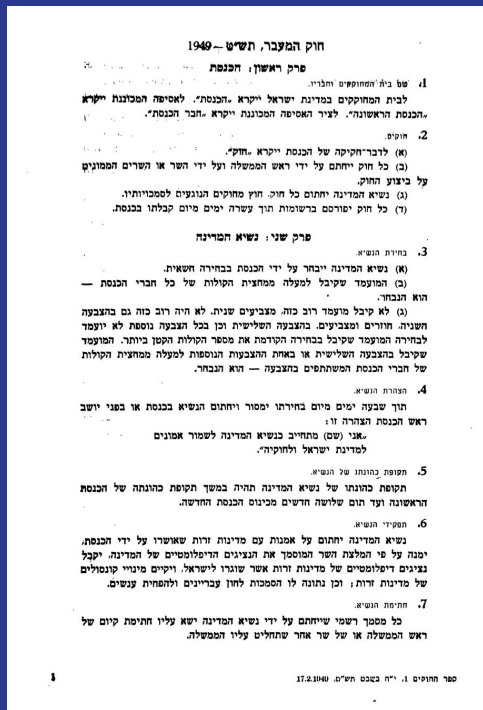 חוק המעבר, תש״ט — 1949
פרק ראשון: הכנסת
1. שם בית המחוקקים וחבריו.
לבית המחוקקים במדינת ישראל ייקרא „הכנסת”. לאסיפה המכוננת ייקרא
„הכנסת הראשונה”. לציר האסיפה המכוננת ייקרא „חבר הכנסת”.
2. חוקים.
(א) לדבר־חקיקה של הכנסת ייקרא „חוק”.
(ב) כל חוק ייחתם על ידי ראש הממשלה ועל ידי השר או השרים הממונים
על ביצוע החוק.
(ג) נשיא המדינה יחתום כל חוק, חוץ מחוקים הנוגעים לסמכויותיו.
(ד) כל חוק יפורסם ברשומות תוך עשרה ימים מיום קבלתו בכנסת.
פרק שני: נשיא המדינה
3. בחירת הנשיא.
(א) נשיא המדינה ייבחר על ידי הכנסת בבחירה חשאית.
(ב) המועמד שקיבל למעלה ממחצית הקולות של כל חברי הכנסת —
הוא הנבחר.
(ג) לא קיבל מועמד רוב כזה, מצביעים שנית. לא היה רוב כזה גם בהצבעה
השניה, חוזרים ומצביעים. בהצבעה השלישית וכן בכל הצבעה נוספת לא יועמד
לבחירה המועמד שקיבל בבחירה הקודמת את מספר הקולות הקטן ביותר. המועמד
שקיבל בהצבעה השלישית או באחת ההצבעות הנוספות למעלה ממחצית הקולות
של חברי הכנסת המשתתפים בהצבעה — הוא הנבחר.
4. הצהרת הנשיא.
תוך שבעה ימים מיום בחירתו ימסור ויחתום הנשיא בכנסת או בפני יושב
ראש הכנסת הצהרה זו:
„אני (שם) מתחייב כנשיא המדינה לשמור אמונים
למדינת ישראל ולחוקיה”.
5. תקופת כהונתו של הנשיא.
תקופת כהונתו של נשיא המדינה תהיה במשך תקופת כהונתה של הכנסת
הראשונה ועד תום שלושה חדשים מכינוס הכנסת החדשה.
6. תפקידי הנשיא.
נשיא המדינה יחתום על אמנות עם מדינות זרות שאושרו על ידי הכנסת,
ימנה על פי המלצת השר המוסמך את הנציגים הדיפלומטיים של המדינה, יקבל
נציגים דיפלומטיים של מדינות זרות אשר שוגרו לישראל, ויקיים מינויי קונסולים
של מדינות זרות; וכן נתונה לו הסמכות לחון עבריינים ולהפחית ענשים.
7. חתימת הנשיא.
כל מסמך רשמי שייחתם על ידי נשיא המדינה ישא עליו חתימת קיום של
ראש הממשלה או של שר אחר שתחליט עליו הממשלה.
ספר החוקים 1, י״ח בשבט תש״ט, 17.2.1949
1